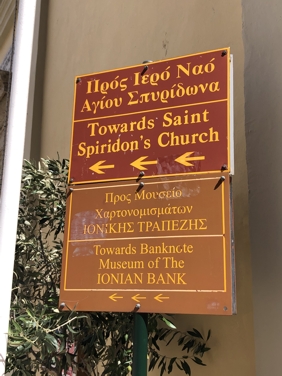 Πρός Ιερό Ναό
Αγίου Σπυρίδωνα
Towards Saint
Spiridon's Church
Προς Μουσείο
Χαρτονομισμάτων
ΙΟΝΙΚΗΣ ΤΡΑΠΕΖΗΣ
Towards Banknote
Museum of The
IONIAN BANK